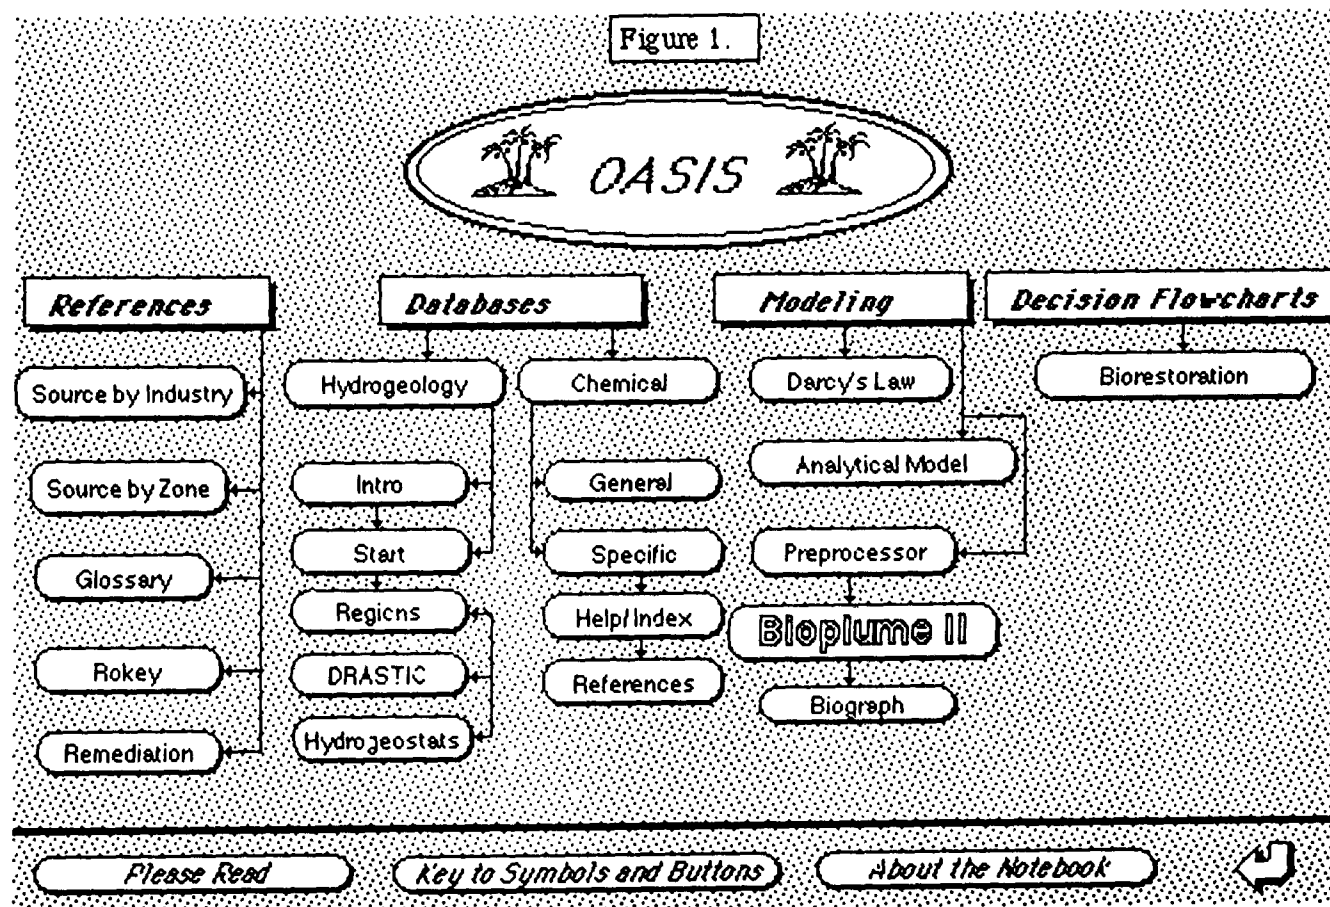 Figure 1.
OASIS
References
Databases
Modeling
Decision Flowcharts
Source by Industry
Source by Zone
Glossary
Rokey
Remediation
Hydrogeology
Intro
Start
Regions
DRASTIC
Hydrogeostats
Chemical
General
Specific
Help/Index
References
Darcy's Law
Analytical Model
Preprocessor
Bioplume II
Biograph
Biorestoration
Please Read
Key to Symbols and Buttons
About the Notebook